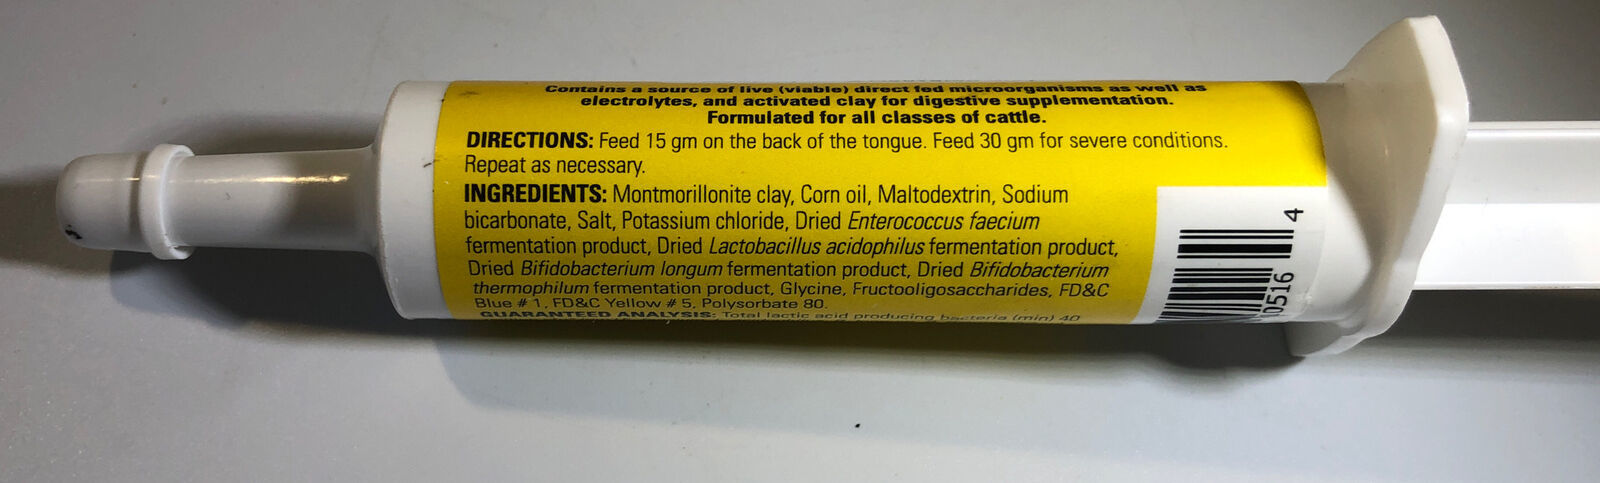 Contains a source of live (viable) direct fed microorganisms as well as
electrolytes, and activated clay for digestive supplementation.
Formulated for all classes of cattle.
DIRECTIONS: Feed 15 gm on the back of the tongue. Feed 30 gm for severe conditions.
Repeat as necessary.
INGREDIENTS: Montmorillonite clay, Corn oil, Maltodextrin, Sodium
bicarbonate, Salt, Potassium chloride, Dried Enterococcus faecium
fermentation product, Dried Lactobacillus acidophilus fermentation product,
Dried Bifidobacterium longum fermentation product, Dried Bifidobacterium
thermophilum fermentation product, Glycine, Fructooligosaccharides, FD&C
Blue # 1, FD&C Yellow # 5, Polysorbate 80.
GUARANTEED ANALYSIS: Total lactic acid producing bacteria (min) 40
0516 4